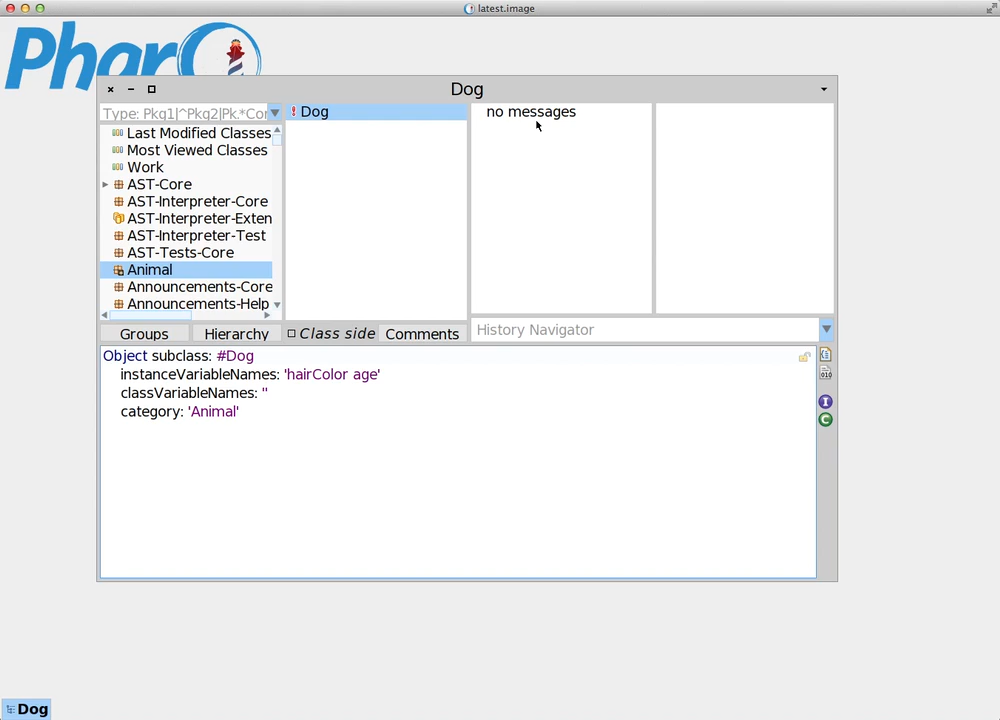 latest.image
Pharo
Dog
Type: Pkg1|^Pkg2|Pk.*Cor
Last Modified Classes
Most Viewed Classes
Work
AST-Core
AST-Interpreter-Core
AST-Interpreter-Exten
AST-Interpreter-Test
AST-Tests-Core
Animal
Announcements-Core
Announcements-Help
Dog
no messages
Groups
Hierarchy
Class side
Comments
History Navigator
Object subclass: #Dog
instanceVariableNames: 'hairColor age'
classVariableNames: ''
category: 'Animal'
010
I
C
Dog